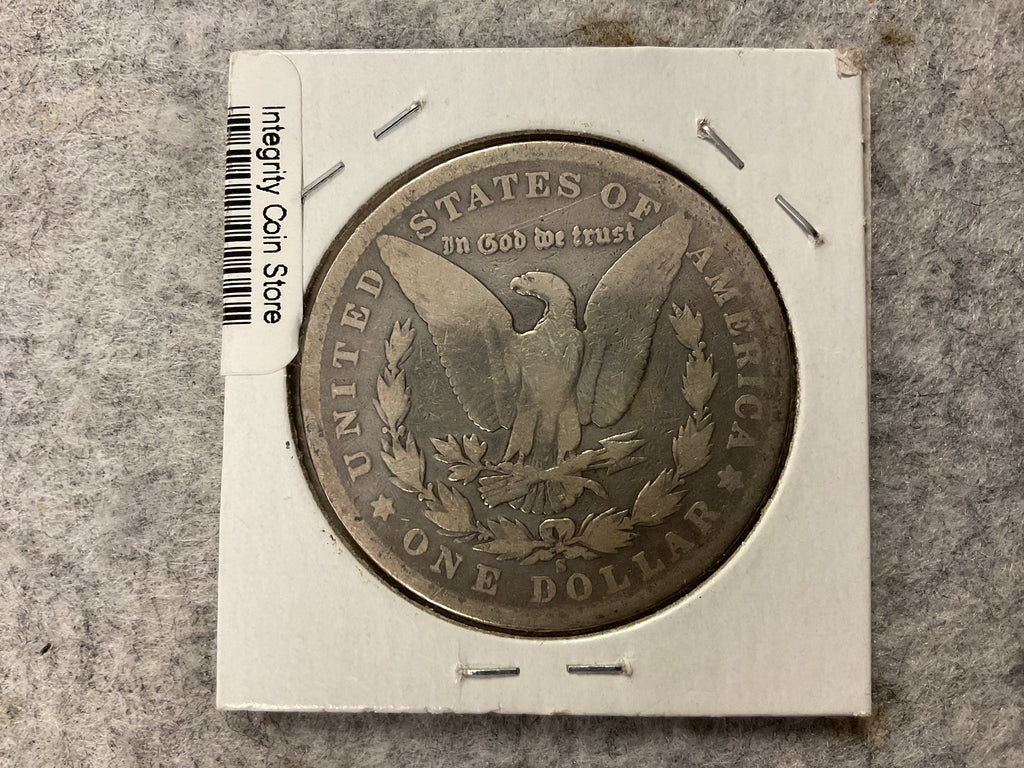 Integrity Coin Store
UNITED STATES OF AMERICA
In God we trust
S
ONE DOLLAR